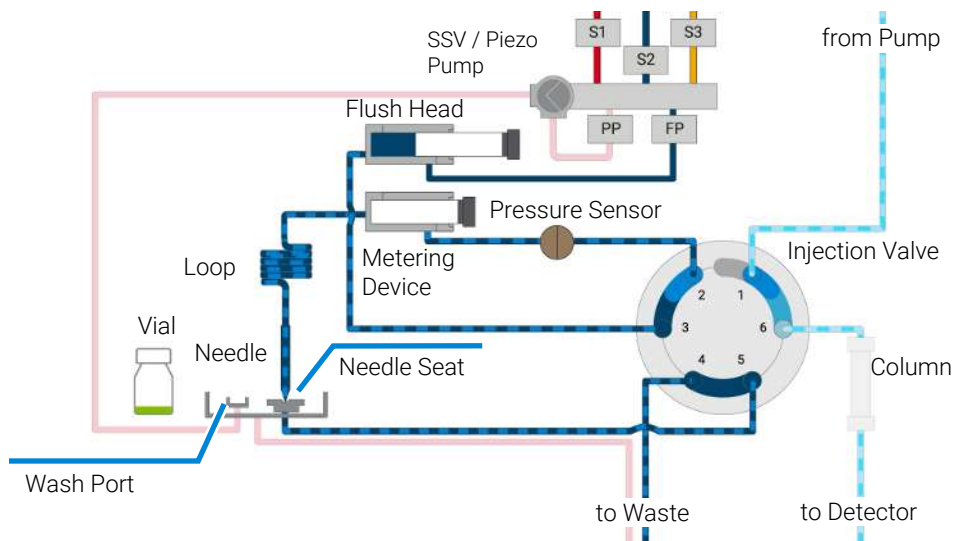 S1
S3
from Pump
SSV / Piezo
Pump
S2
Flush Head
PP
FP
Pressure Sensor
Injection Valve
Loop
Metering
Device
2
1
3
6
4
5
Vial
Needle
Needle Seat
Column
Wash Port
to Waste
to Detector